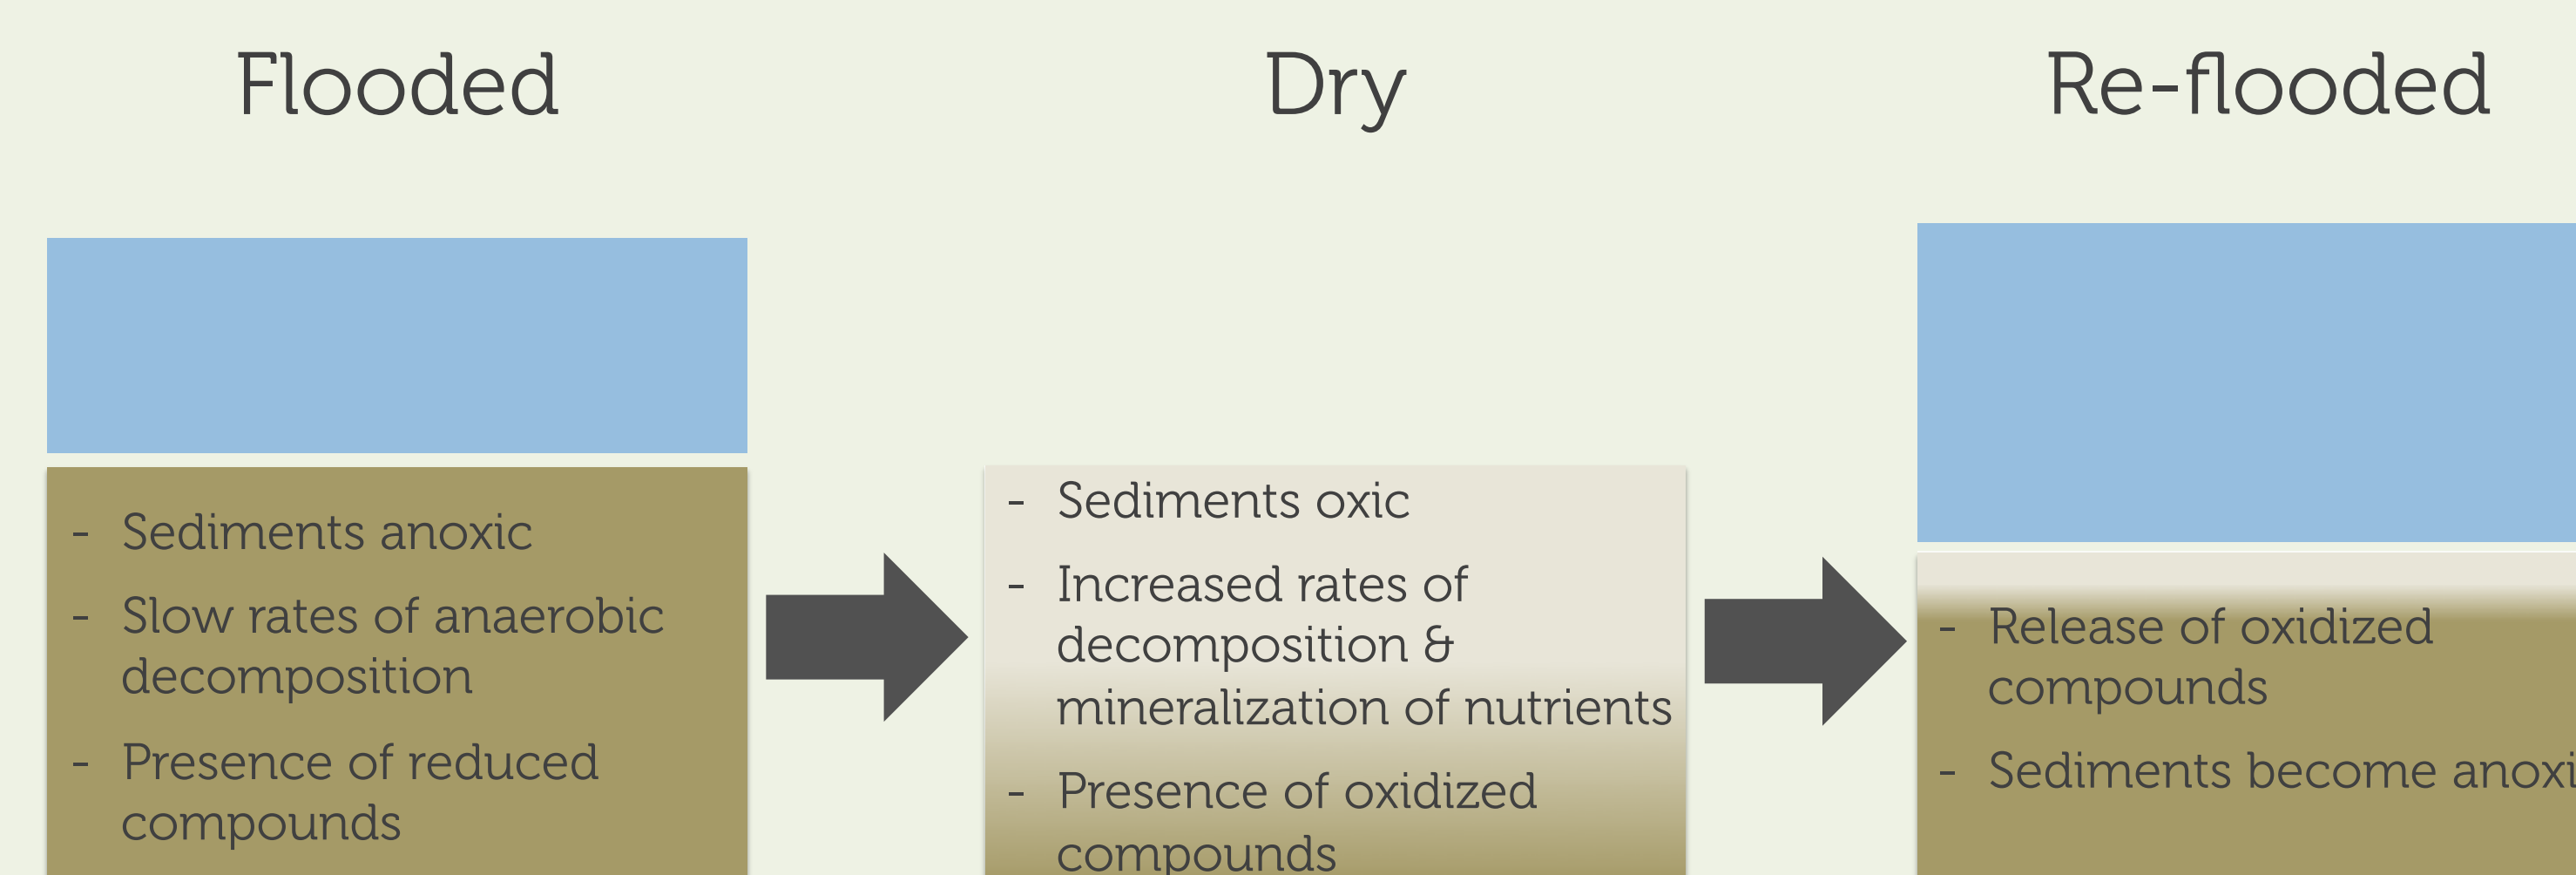 Flooded
Dry
Re-flooded
- Sediments anoxic
- Slow rates of anaerobic
decomposition
- Presence of reduced
compounds
- Sediments oxic
- Increased rates of
decomposition &
mineralization of nutrients
- Presence of oxidized
compounds
- Release of oxidized
compounds
- Sediments become anoxi